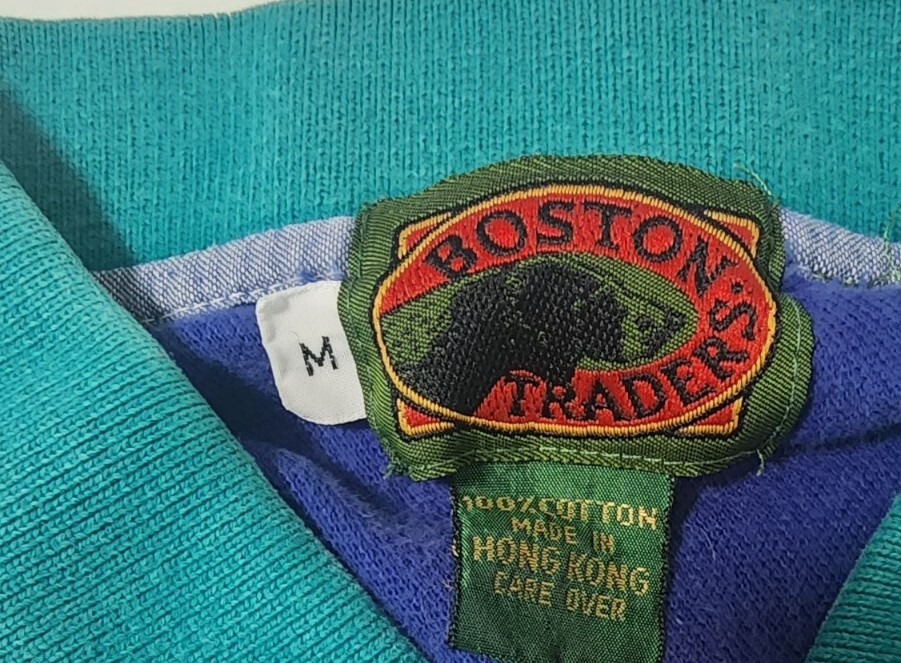 BOSTON
TRADERS
M
100% COTTON
MADE IN
HONG KONG
CARE OVER